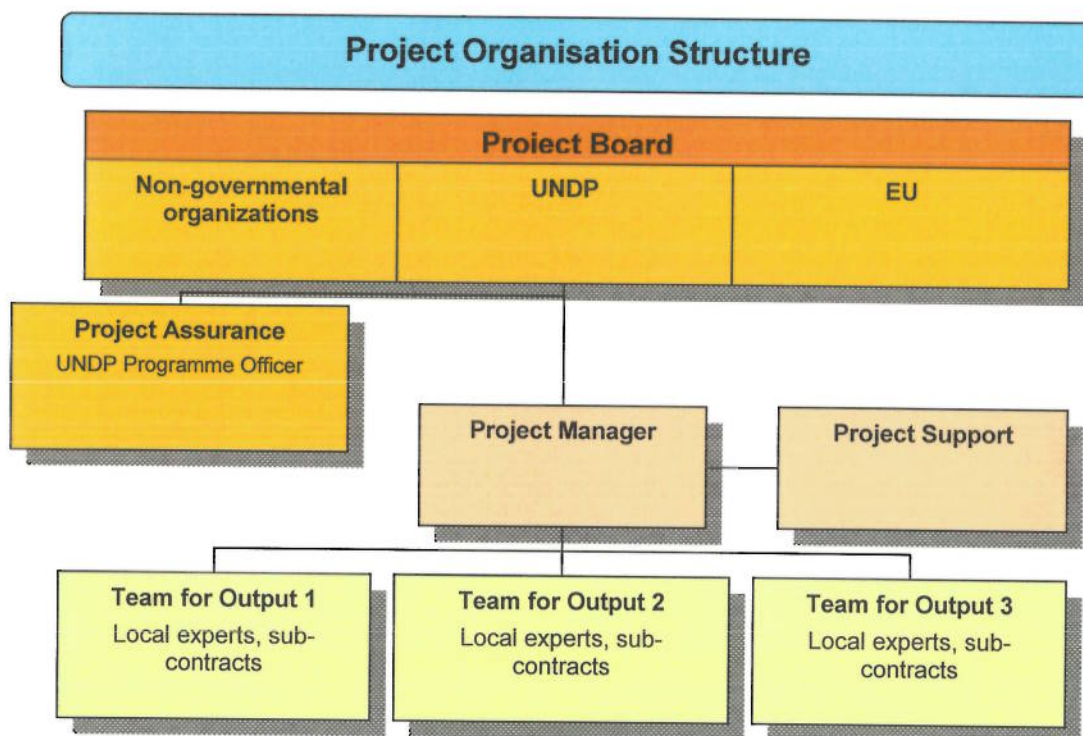 Project Organisation Structure
Project Board
Non-governmental
organizations
UNDP
EU
Project Assurance
UNDP Programme Officer
Project Manager
Project Support
Team for Output 1
Local experts, sub-
contracts
Team for Output 2
Local experts, sub-
contracts
Team for Output 3
Local experts, sub-
contracts